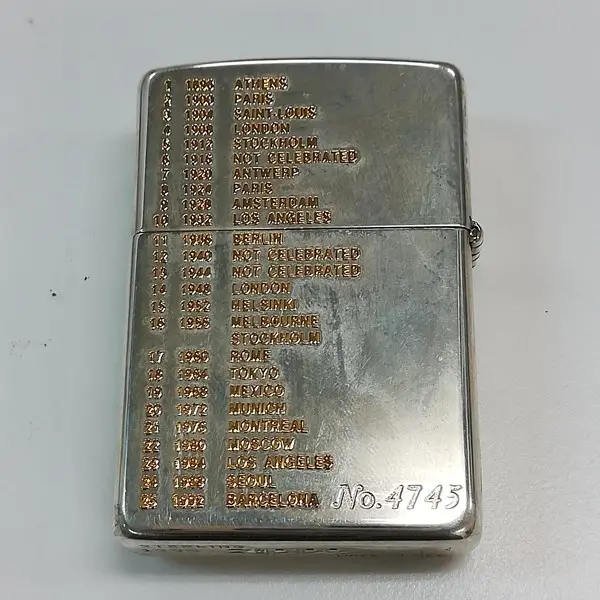 1 1896 ATHENS
2 1900 PARIS
3 1904 SAINT-LOUIS
4 1908 LONDON
5 1912 STOCKHOLM
6 1916 NOT CELEBRATED
7 1920 ANTWERP
8 1924 PARIS
9 1928 AMSTERDAM
10 1932 LOS ANGELES
11 1936 BERLIN
12 1940 NOT CELEBRATED
13 1944 NOT CELEBRATED
14 1948 LONDON
15 1952 HELSINKI
16 1956 MELBOURNE
STOCKHOLM
17 1960 ROME
18 1964 TOKYO
19 1968 MEXICO
20 1972 MUNICH
21 1976 MONTREAL
22 1980 MOSCOW
23 1984 LOS ANGELES
24 1988 SEOUL
25 1992 BARCELONA No.4745
STERLING